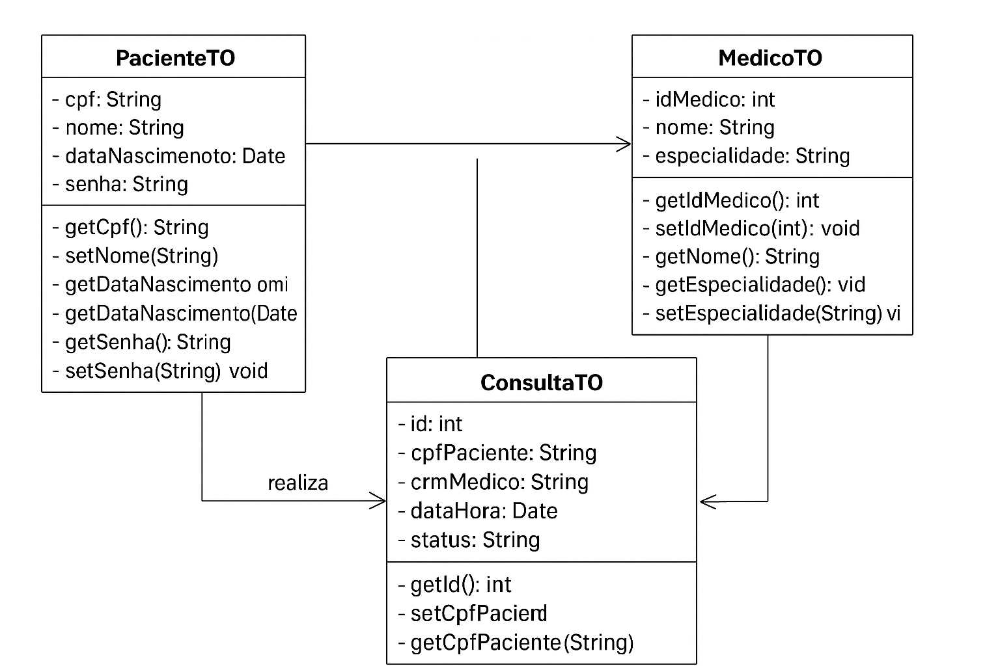 PacienteTO
- cpf: String
- nome: String
- dataNascimenoto: Date
- senha: String
- getCpf(): String
- setNome(String)
- getDataNascimento omi
- getDataNascimento(Date
- getSenha(): String
- setSenha(String) void
MedicoTO
- idMedico: int
- nome: String
- especialidade: String
- getIdMedico(): int
- setIdMedico(int): void
- getNome(): String
- getEspecialidade(): vid
- setEspecialidade(String) vi
realiza
ConsultaTO
- id: int
- cpfPaciente: String
- crmMedico: String
- dataHora: Date
- status: String
- getId(): int
- setCpfPacierd
- getCpfPaciente(String)